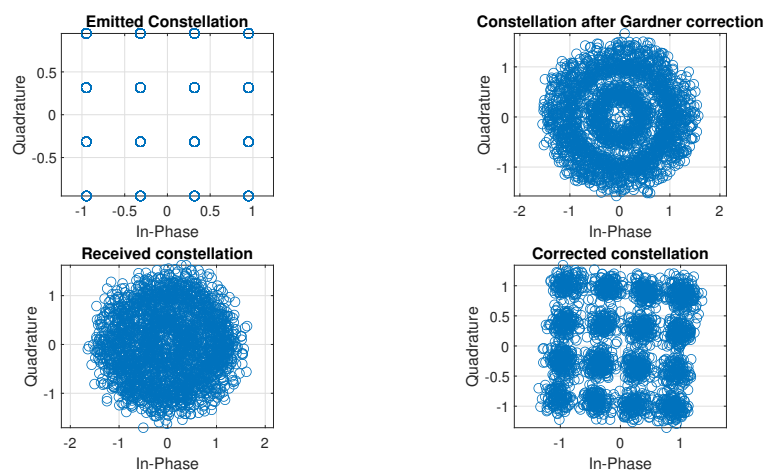 Emitted Constellation
Quadrature
0.5
0
-0.5
-1
-0.5
0
0.5
1
In-Phase
Constellation after Gardner correction
Quadrature
1
0
-1
-2
-1
0
1
2
In-Phase
Received constellation
Quadrature
1
0
-1
-2
-1
0
1
2
In-Phase
Corrected constellation
Quadrature
1
0.5
0
-0.5
-1
-1
0
1
In-Phase